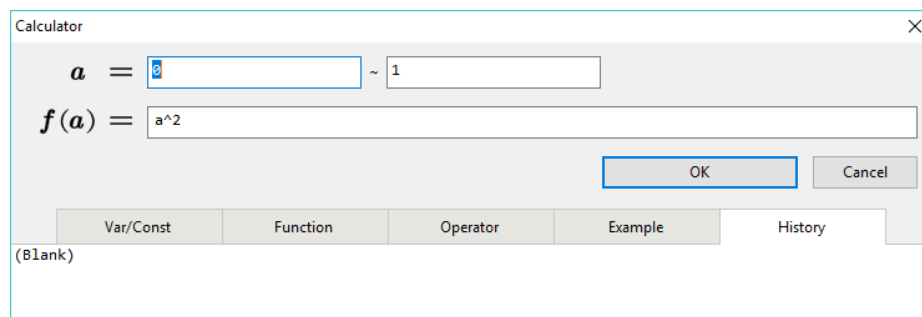 Calculator
a = 0 ~ 1
f(a) = a^2
OK Cancel
Var/Const Function Operator Example History
(Blank)